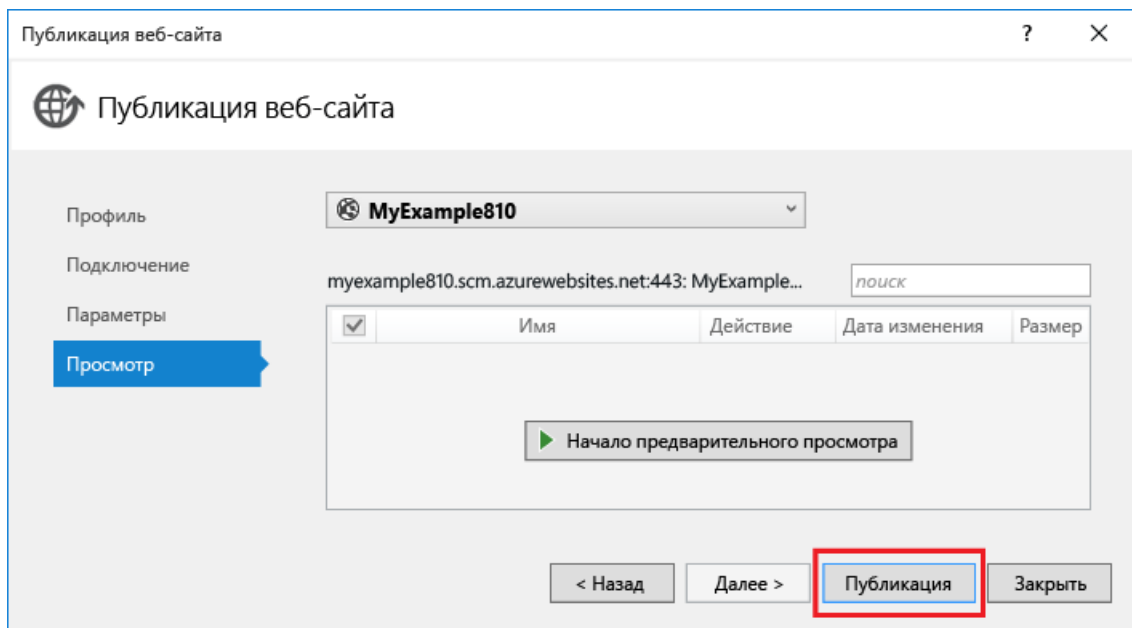 Публикация веб-сайта ?
Публикация веб-сайта
Профиль
Подключение
Параметры
Просмотр
MyExample810
myexample810.scm.azurewebsites.net:443: MyExample...
поиск
Имя Действие Дата изменения Размер
Начало предварительного просмотра
< Назад Далее > Публикация Закрыть